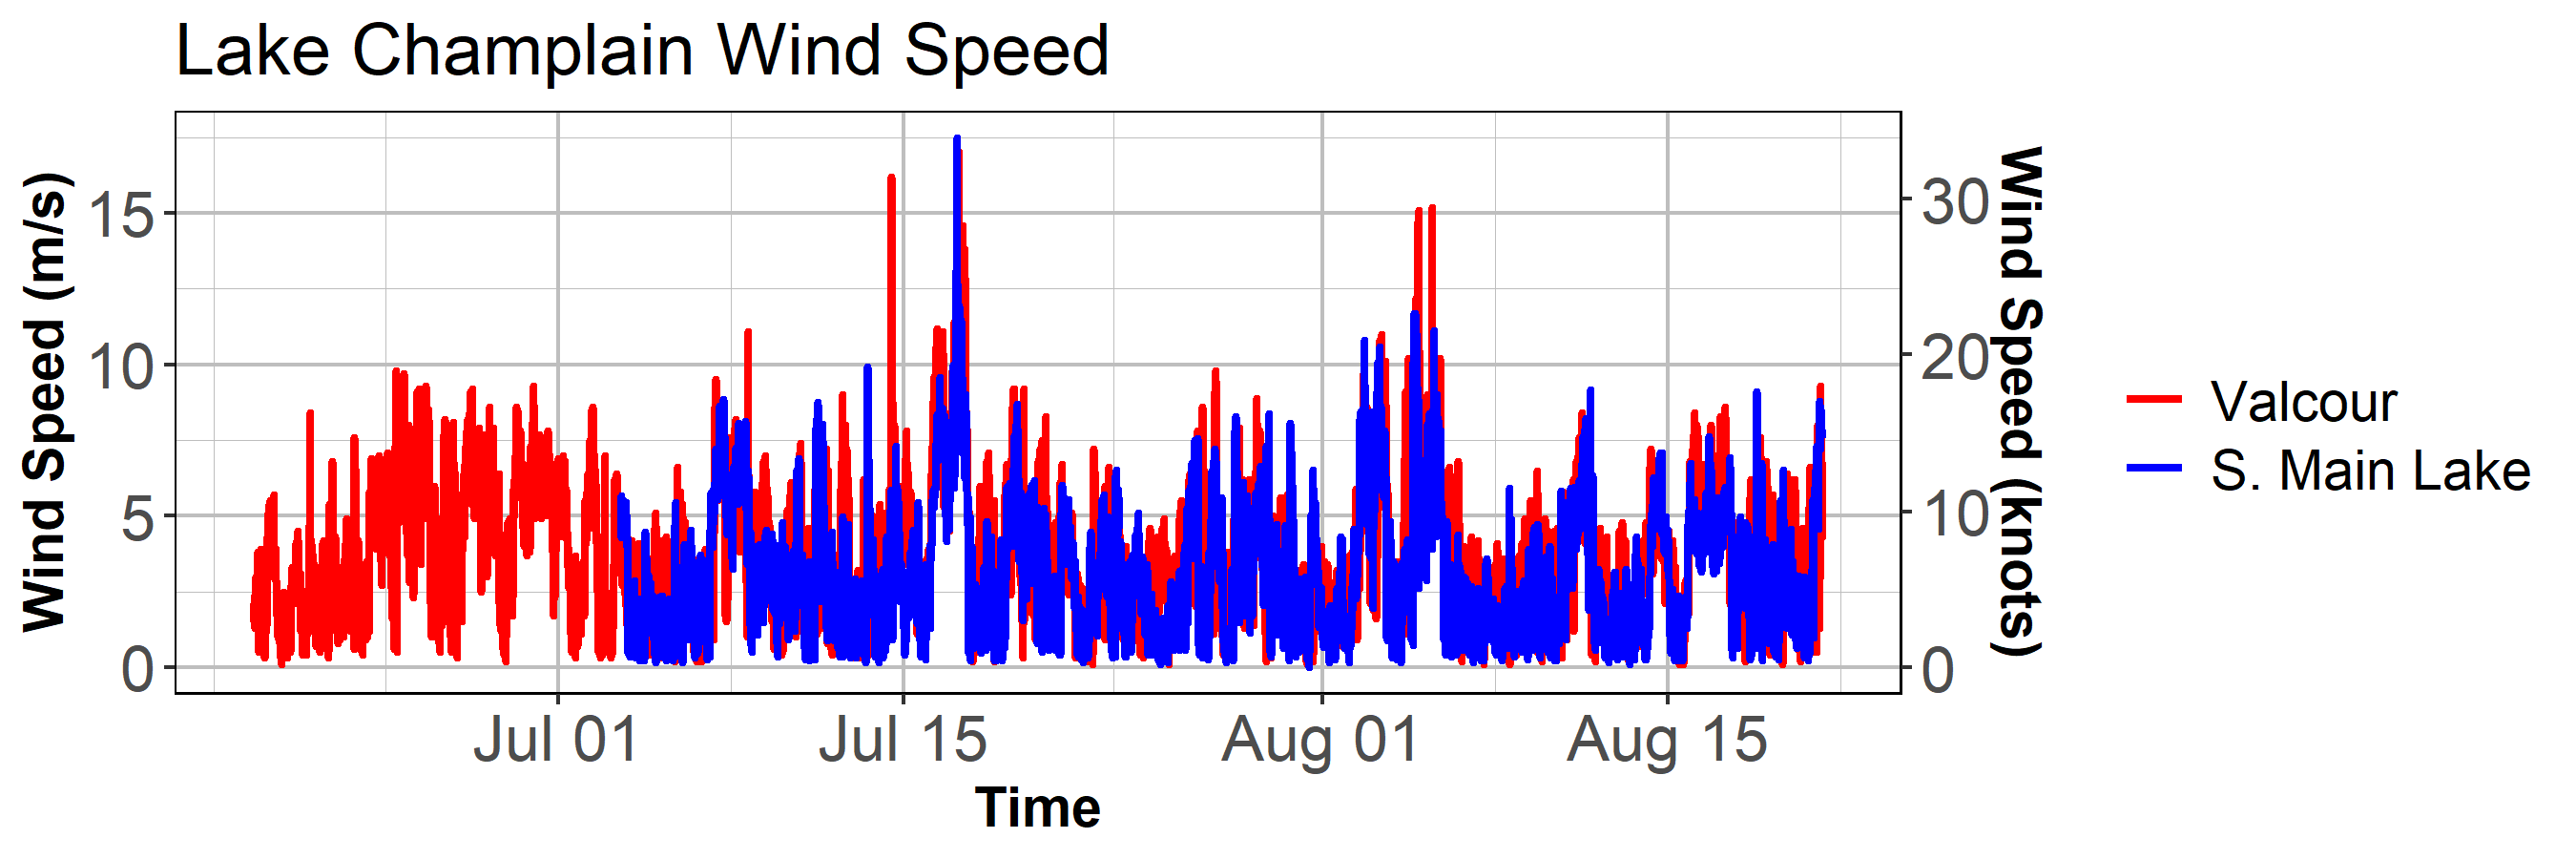 Lake Champlain Wind Speed
Wind Speed (m/s)
15
10
5
0
30
20
10
0
Wind Speed (knots)
Jul 01
Jul 15
Aug 01
Aug 15
Time
Valcour
S. Main Lake